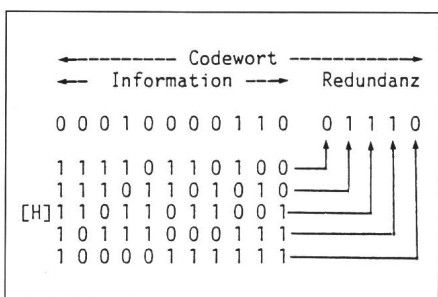 Codewort
Information Redundanz
0 0 0 1 0 0 0 0 1 1 0 0 1 1 1 0
1 1 1 1 0 1 1 0 1 0 0
1 1 1 0 1 1 0 1 0 1 0
[H] 1 1 0 1 1 0 1 1 0 0 1
1 0 1 1 1 0 0 0 1 1 1
1 0 0 0 0 1 1 1 1 1 1